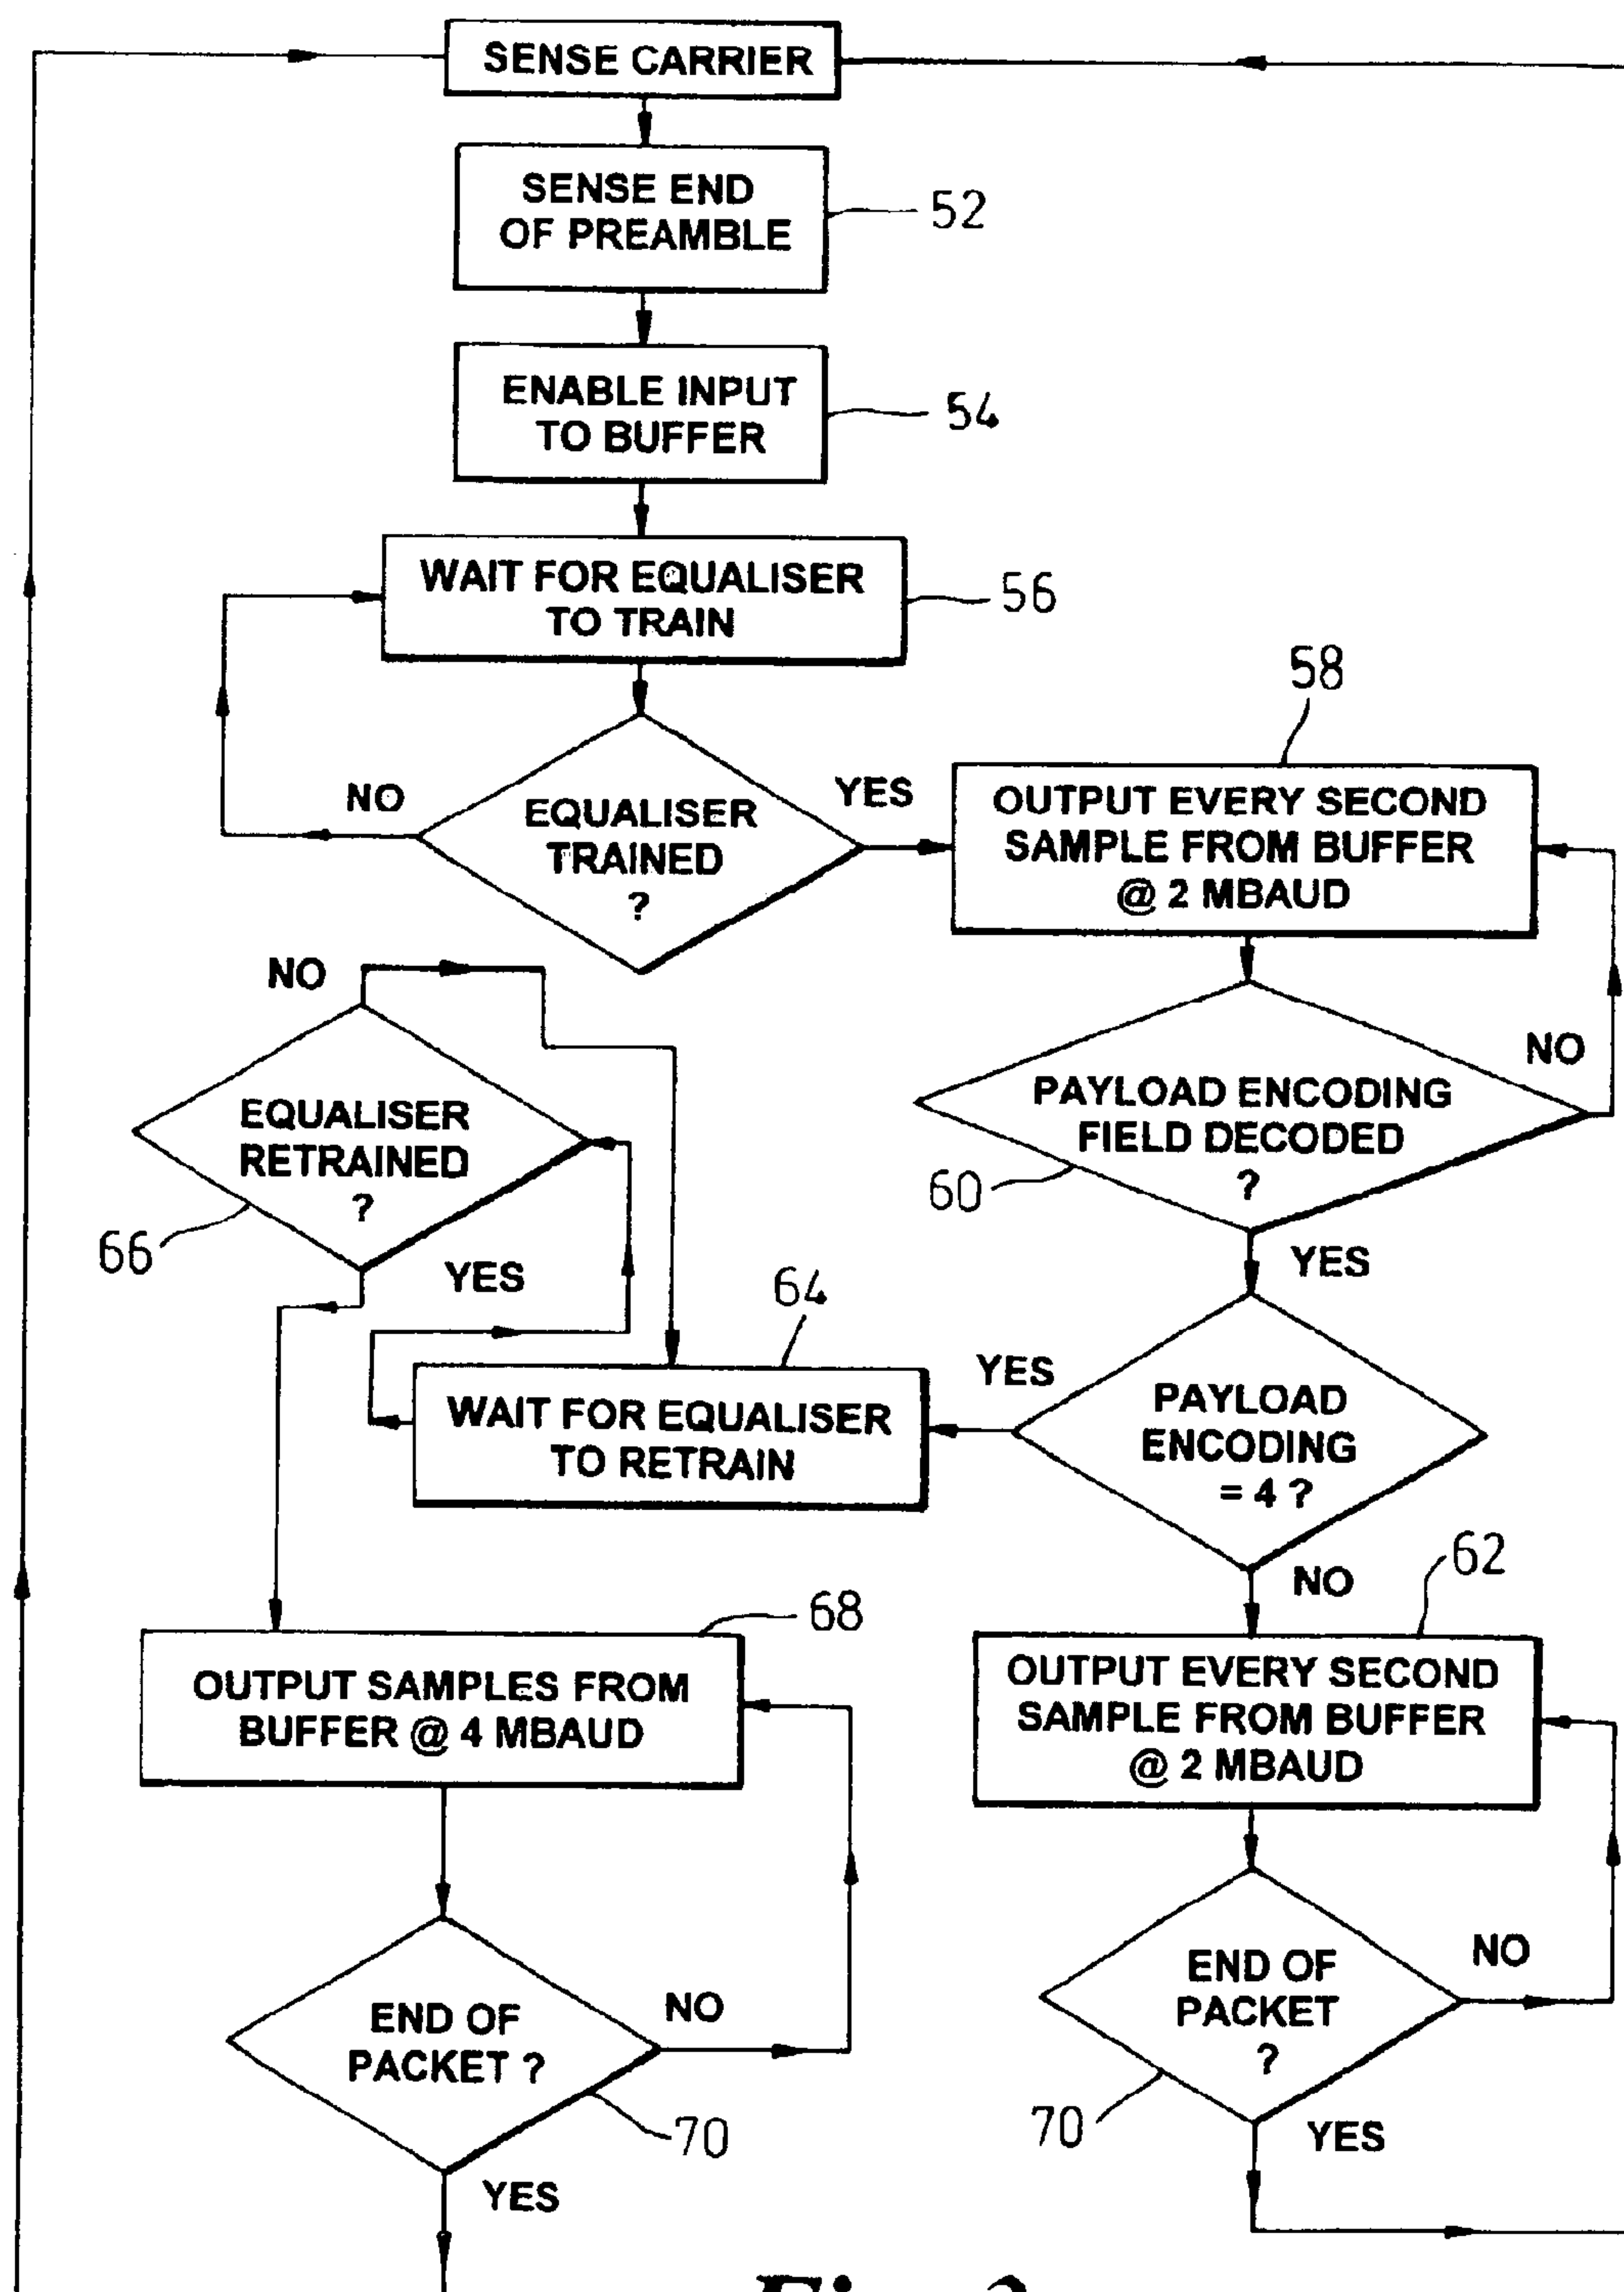 SENSE CARRIER
SENSE END
OF PREAMBLE
52
ENABLE INPUT
TO BUFFER
54
WAIT FOR EQUALISER
TO TRAIN
56
EQUALISER
TRAINED
?
NO
YES
58
OUTPUT EVERY SECOND
SAMPLE FROM BUFFER
@ 2 MBAUD
PAYLOAD ENCODING
FIELD DECODED
?
60
NO
YES
NO
EQUALISER
RETRAINED
?
66
YES
64
WAIT FOR EQUALISER
TO RETRAIN
YES
PAYLOAD
ENCODING
= 4 ?
NO
62
OUTPUT EVERY SECOND
SAMPLE FROM BUFFER
@ 2 MBAUD
68
OUTPUT SAMPLES FROM
BUFFER @ 4 MBAUD
END OF
PACKET ?
NO
70
YES
END OF
PACKET
?
NO
70
YES